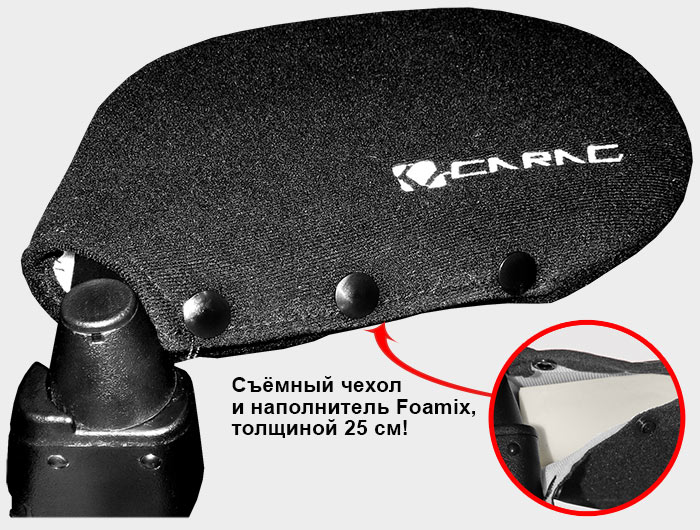 CARAC
Съёмный чехол
и наполнитель Foamix,
толщиной 25 см!